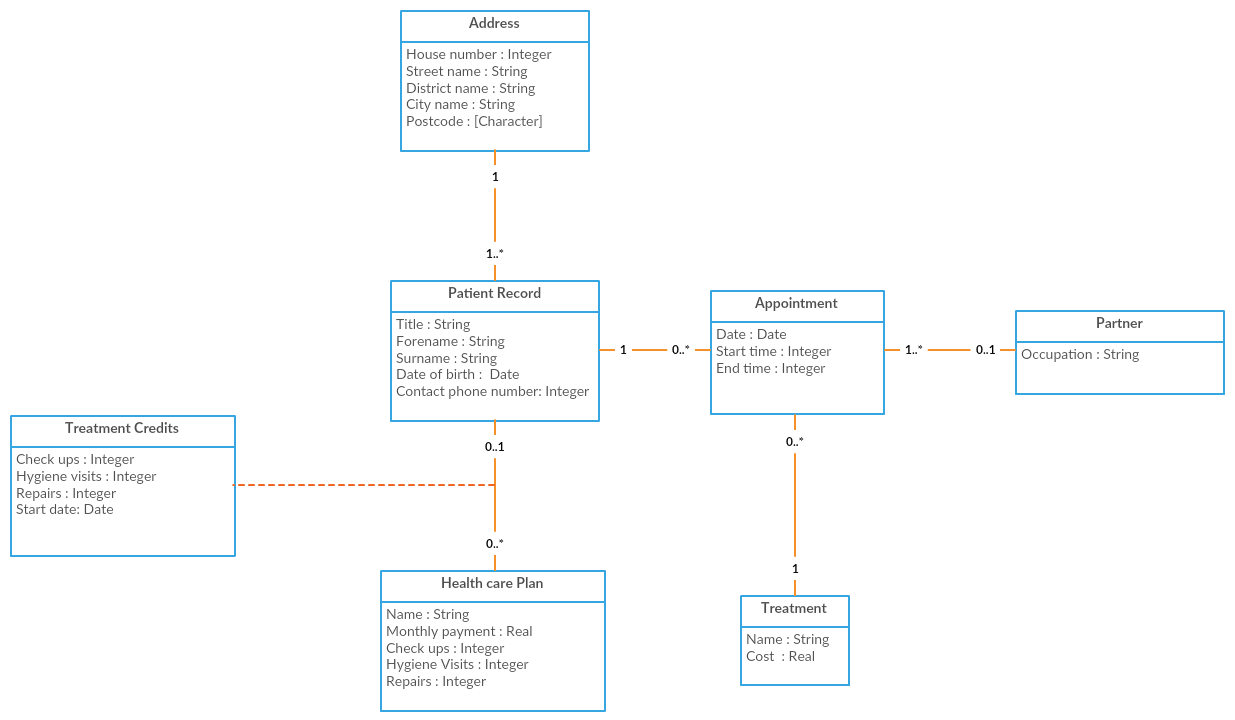 Address
House number : Integer
Street name : String
District name : String
City name : String
Postcode : [Character]
1
1..*
Patient Record
Title : String
Forename : String
Surname : String
Date of birth :  Date
Contact phone number: Integer
1
0..*
Appointment
Date : Date
Start time : Integer
End time : Integer
1..*
0..1
Partner
Occupation : String
Treatment Credits
Check ups : Integer
Hygiene visits : Integer
Repairs : Integer
Start date: Date
0..1
0..*
Health care Plan
Name : String
Monthly payment : Real
Check ups : Integer
Hygiene Visits : Integer
Repairs : Integer
0..*
1
Treatment
Name : String
Cost  : Real